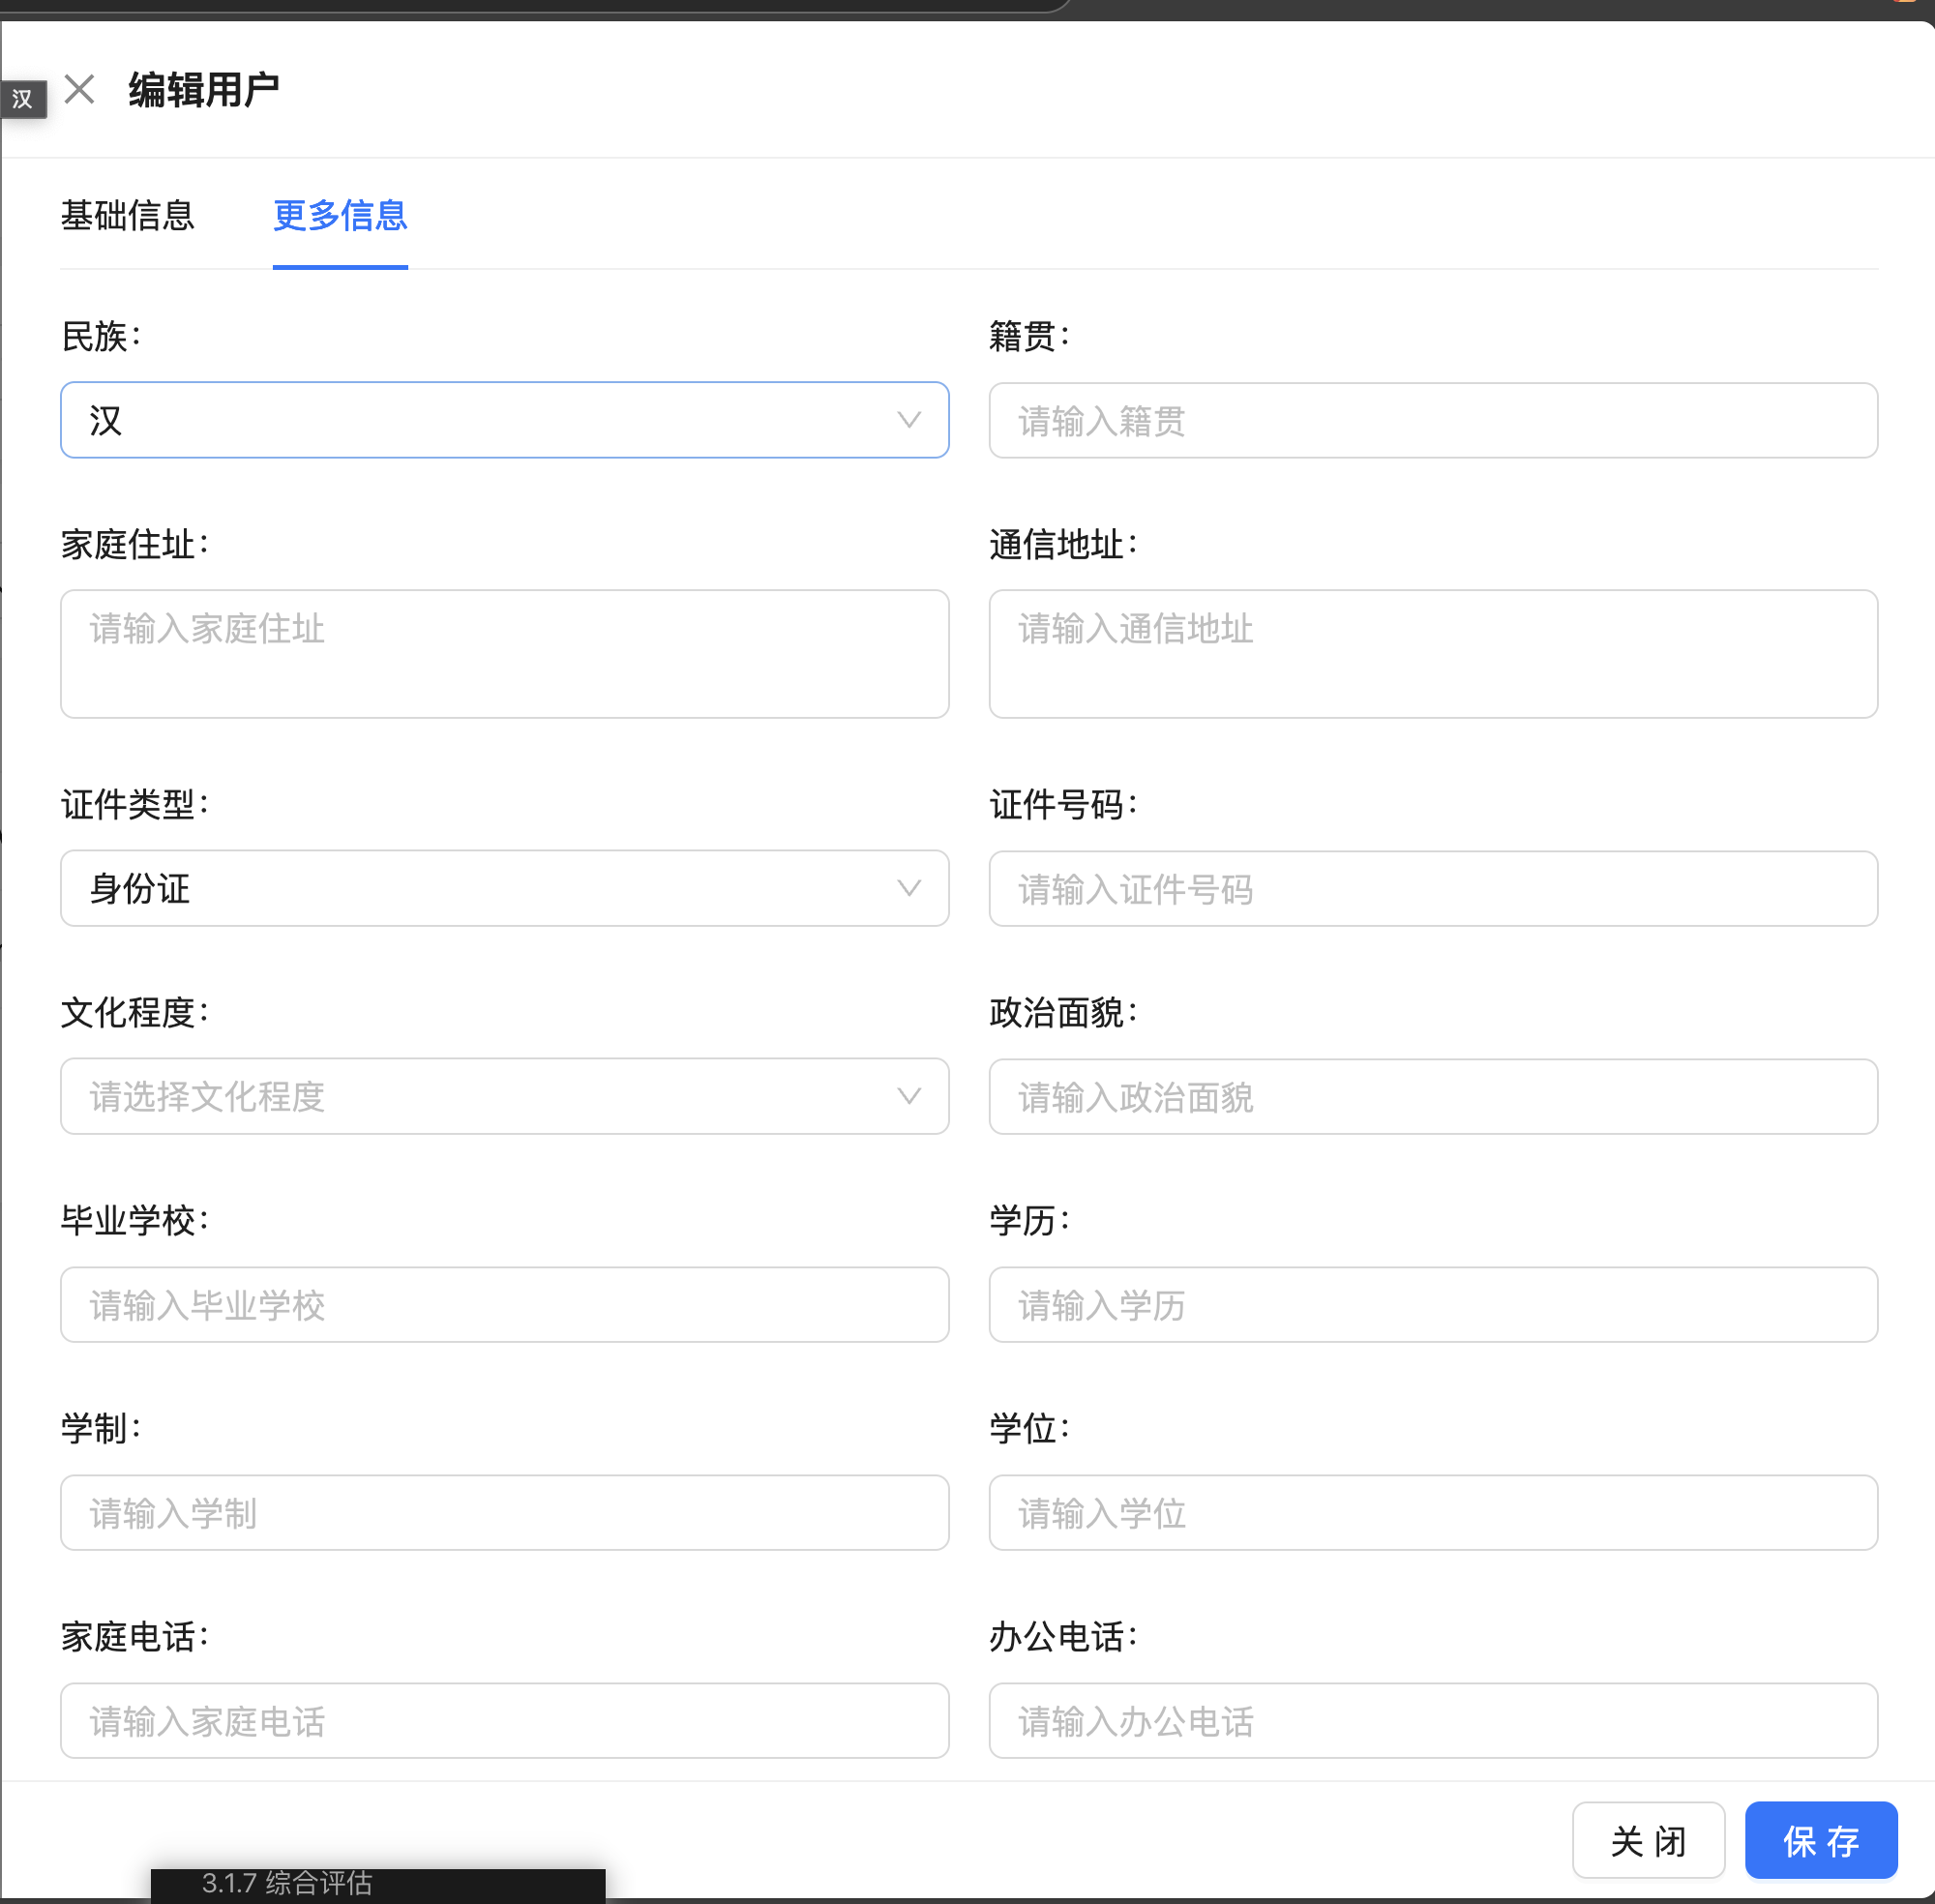 汉
编辑用户
基础信息 更多信息
民族: 籍贯:
汉 请输入籍贯
家庭住址: 通信地址:
请输入家庭住址 请输入通信地址
证件类型: 证件号码:
身份证 请输入证件号码
文化程度: 政治面貌:
请选择文化程度 请输入政治面貌
毕业学校: 学历:
请输入毕业学校 请输入学历
学制: 学位:
请输入学制 请输入学位
家庭电话: 办公电话:
请输入家庭电话 请输入办公电话
关 闭 保 存
3.1.7 综合评估